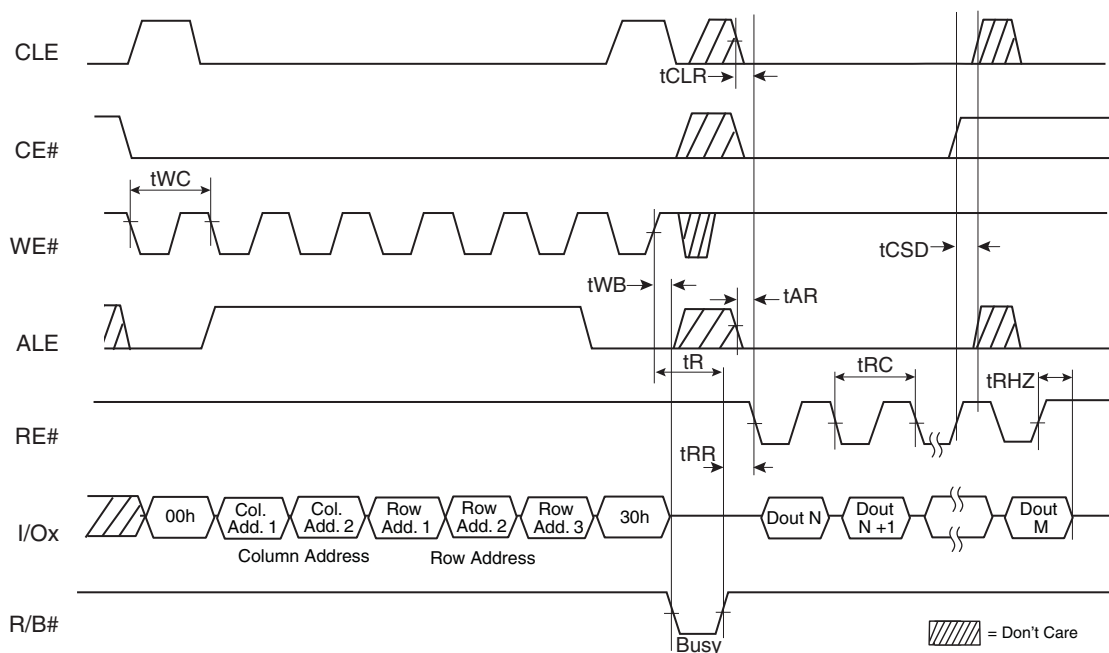 CLE
tCLR
CE#
tWC
WE#
tCSD
tWB
tAR
ALE
tR
tRC
tRHZ
RE#
tRR
I/Ox
00h
Col.
Add. 1
Col.
Add. 2
Row
Add. 1
Row
Add. 2
Row
Add. 3
30h
Dout N
Dout
N +1
Dout
M
Column Address
Row Address
R/B#
Busy
= Don't Care